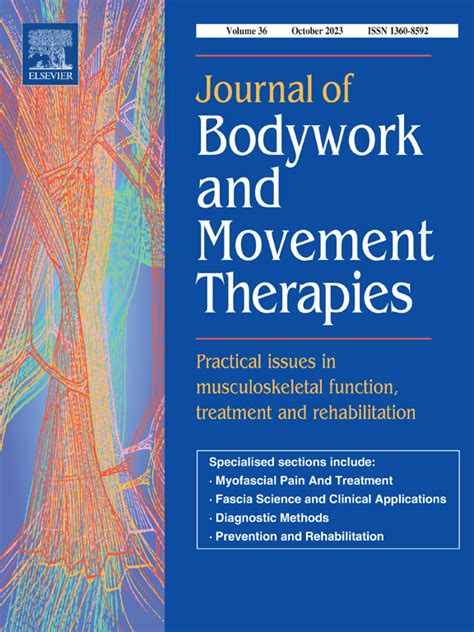 ELSEVIER
Volume 36 October 2023 ISSN 1360-8592
Journal of
Bodywork
and
Movement
Therapies
Practical issues in
musculoskeletal function,
treatment and rehabilitation
Specialised sections include:
· Myofascial Pain And Treatment
· Fascia Science and Clinical Applications
· Diagnostic Methods
· Prevention and Rehabilitation